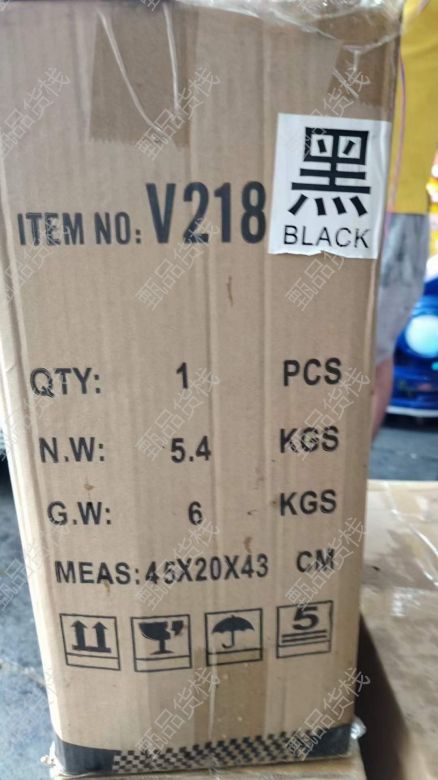 黑
BLACK
ITEM NO: V218
QTY: 1 PCS
N.W: 5.4 KGS
G.W: 6 KGS
MEAS: 45X20X43 CM
5
甄品货栈